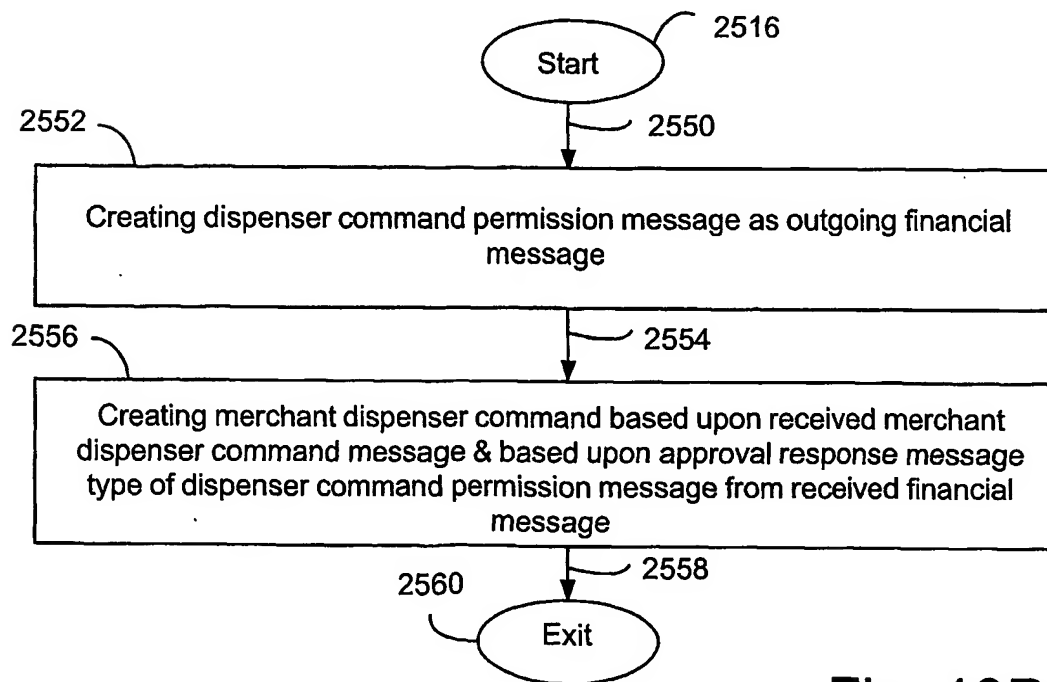 2516
Start
2550
2552
Creating dispenser command permission message as outgoing financial
message
2554
2556
Creating merchant dispenser command based upon received merchant
dispenser command message & based upon approval response message
type of dispenser command permission message from received financial
message
2558
2560
Exit